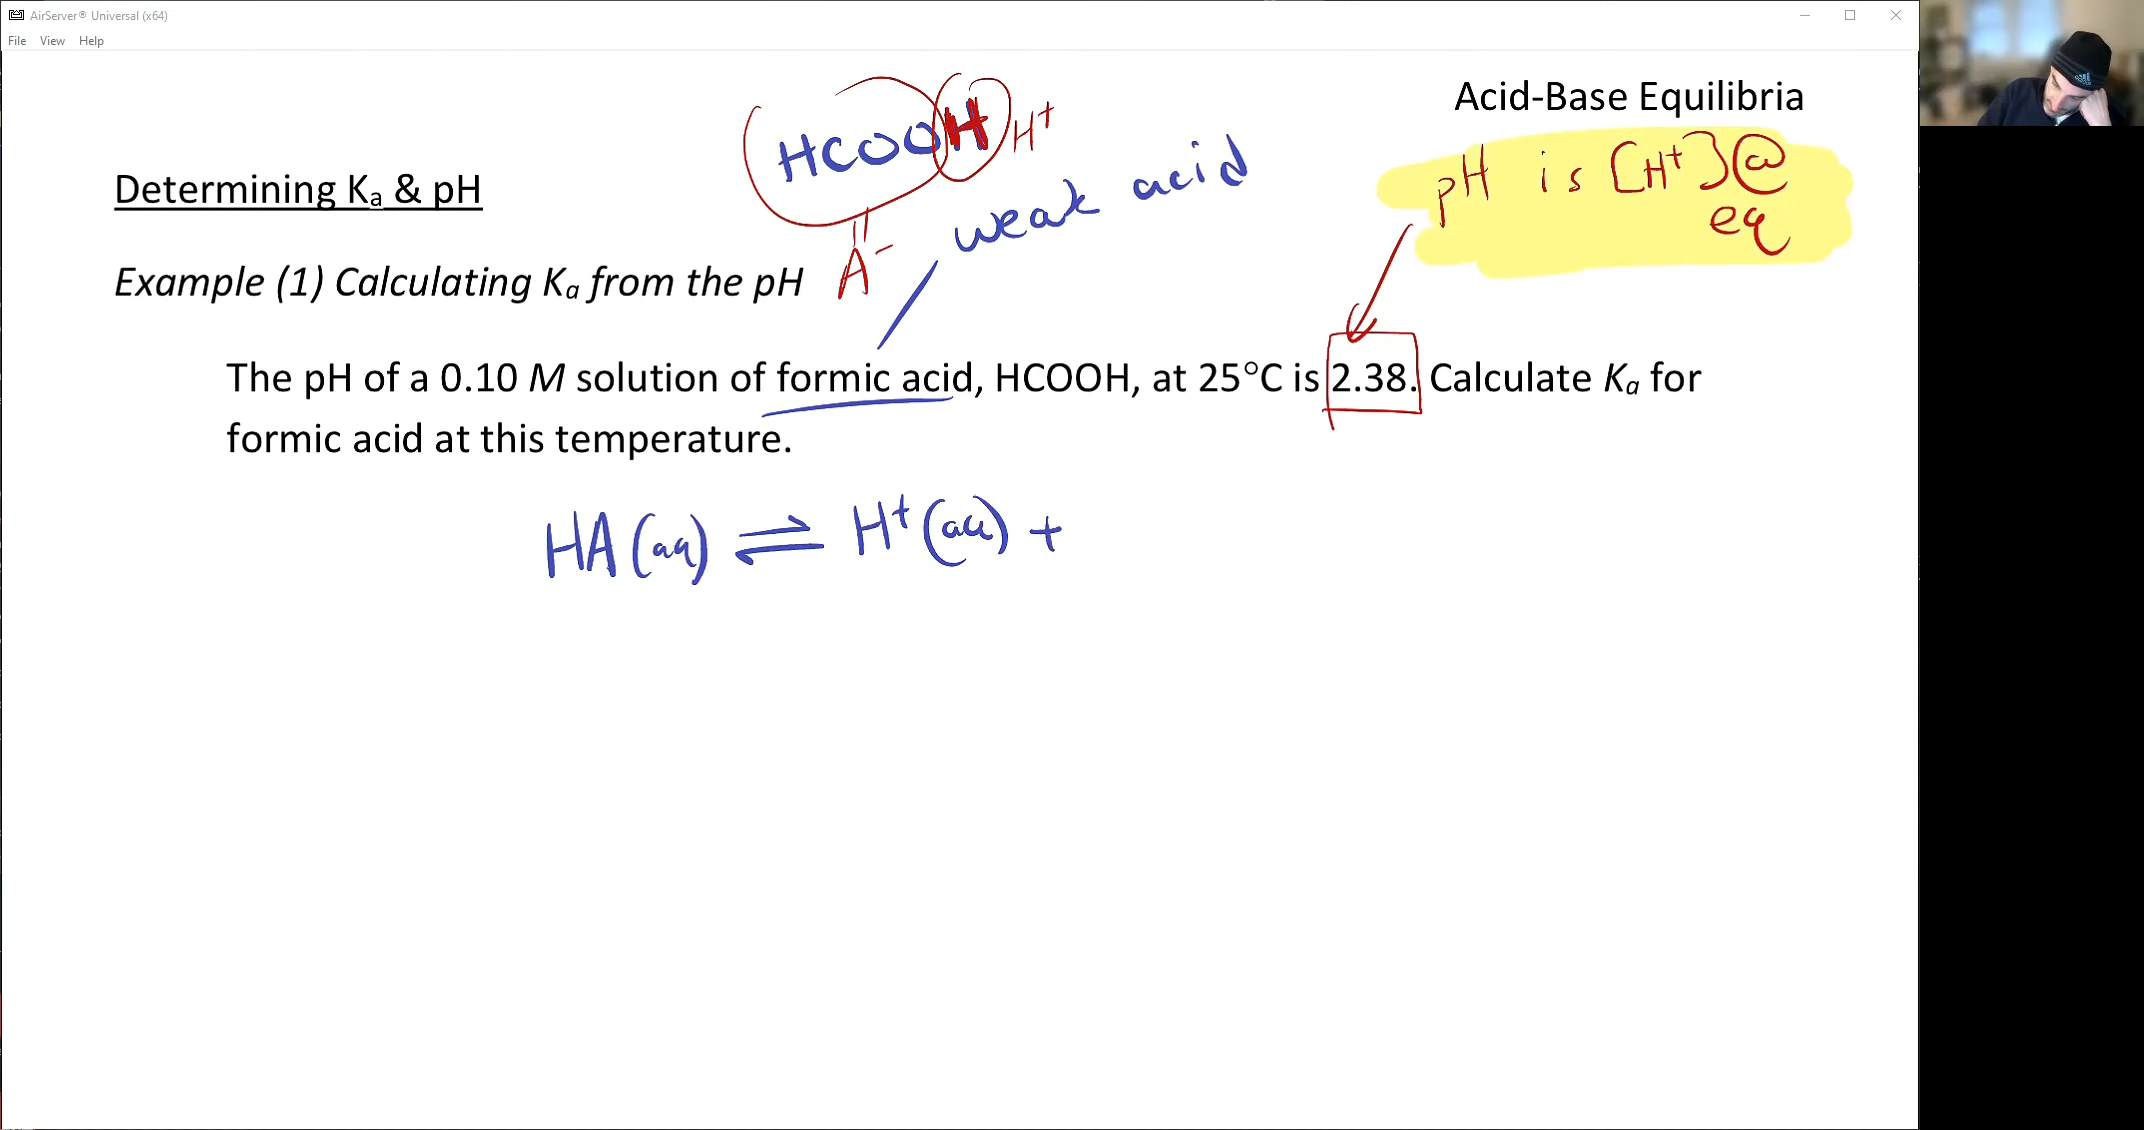 AirServer® Universal (x64)
File View Help
Acid-Base Equilibria
HCOOH H⁺
pH is [H⁺] @
eq
weak acid
Determining Kₐ & pH
A⁻
Example (1) Calculating Kₐ from the pH
The pH of a 0.10 M solution of formic acid, HCOOH, at 25°C is 2.38. Calculate Kₐ for
formic acid at this temperature.
HA(aq) ⇌ H⁺(aq) +